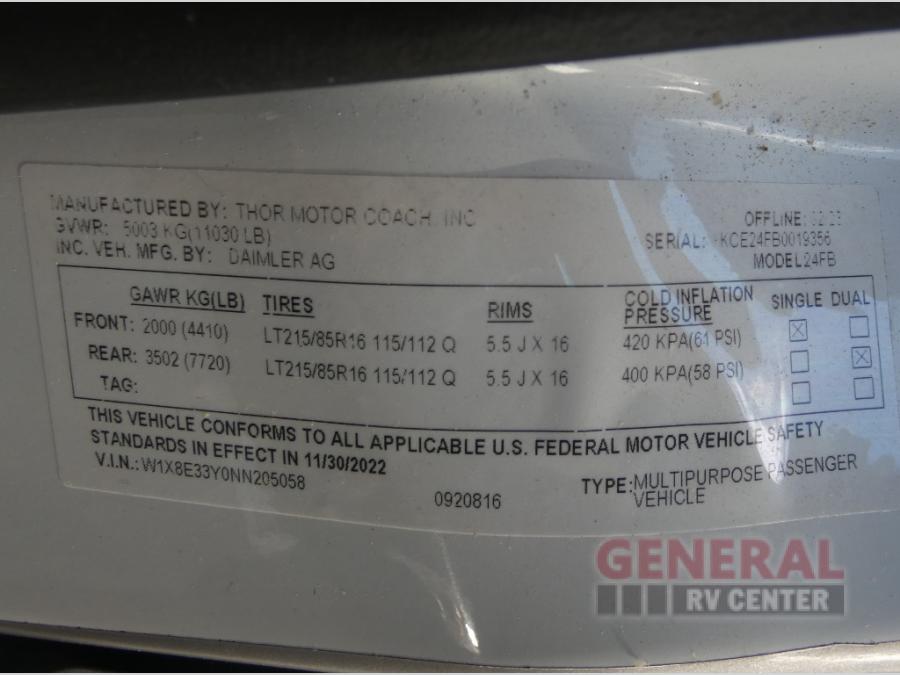 MANUFACTURED BY: THOR MOTOR COACH, INC
OFFLINE:
GVWR: 5003 KG(11030 LB)
SERIAL: KCE24FB0019356
INC. VEH. MFG. BY: DAIMLER AG
MODEL 24FB
GAWR KG(LB) TIRES RIMS COLD INFLATION PRESSURE SINGLE DUAL
FRONT: 2000 (4410) LT215/85R16 115/112 Q 5.5 J X 16 420 KPA(61 PSI) ☒ ☐
REAR: 3502 (7720) LT215/85R16 115/112 Q 5.5 J X 16 400 KPA(58 PSI) ☐ ☒
TAG: ☐ ☐
THIS VEHICLE CONFORMS TO ALL APPLICABLE U.S. FEDERAL MOTOR VEHICLE SAFETY
STANDARDS IN EFFECT IN 11/30/2022
V.I.N.: W1X8E33Y0NN205058
0920816
TYPE: MULTIPURPOSE PASSENGER
VEHICLE
GENERAL
RV CENTER